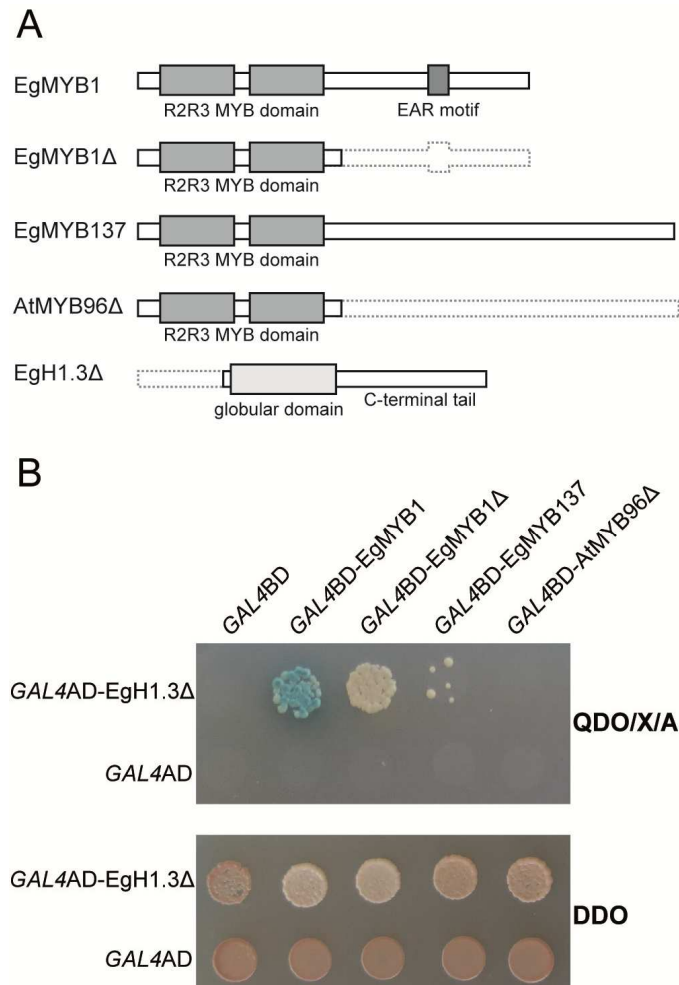 A
EgMYB1
R2R3 MYB domain
EAR motif
EgMYB1Δ
R2R3 MYB domain
EgMYB137
R2R3 MYB domain
AtMYB96Δ
R2R3 MYB domain
EgH1.3Δ
globular domain
C-terminal tail
B
GAL4BD
GAL4BD-EgMYB1
GAL4BD-EgMYB1Δ
GAL4BD-EgMYB137
GAL4BD-AtMYB96Δ
GAL4AD-EgH1.3Δ
QDO/X/A
GAL4AD
GAL4AD-EgH1.3Δ
DDO
GAL4AD